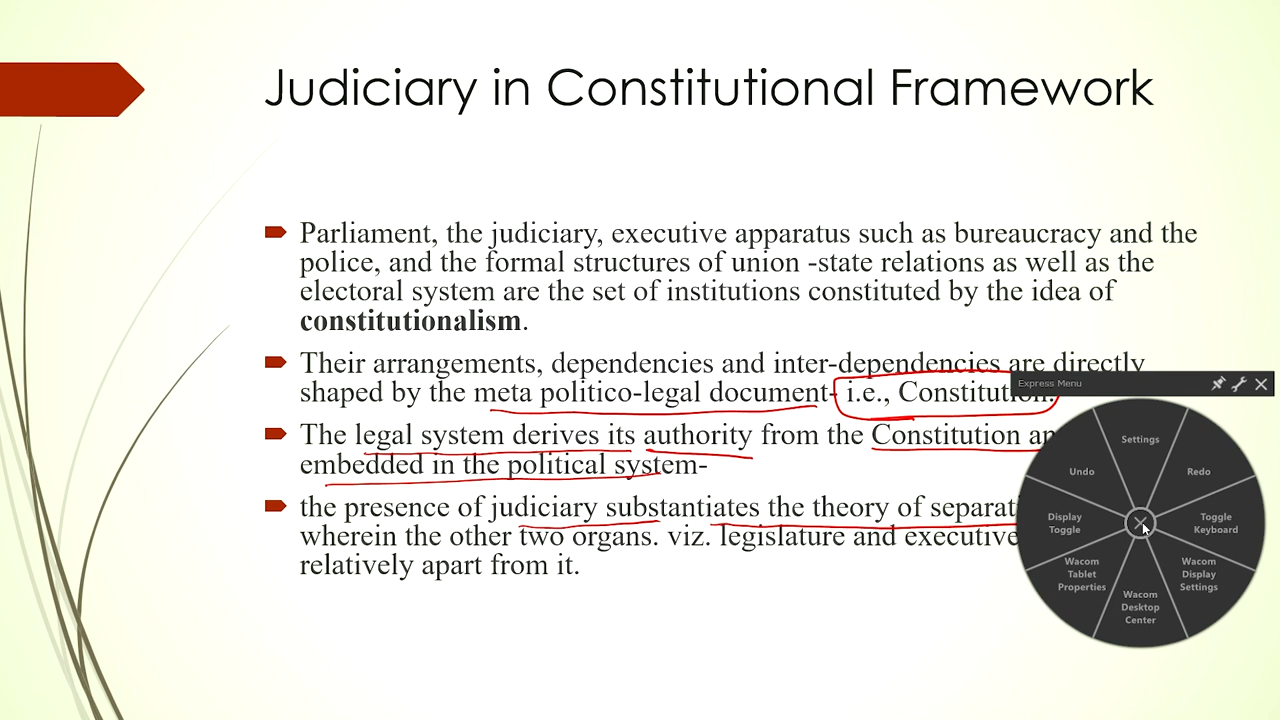 Judiciary in Constitutional Framework
Parliament, the judiciary, executive apparatus such as bureaucracy and the
police, and the formal structures of union -state relations as well as the
electoral system are the set of institutions constituted by the idea of
constitutionalism.
Their arrangements, dependencies and inter-dependencies are directly
shaped by the meta politico-legal document- i.e., Constitution.
The legal system derives its authority from the Constitution
embedded in the political system-
the presence of judiciary substantiates the theory of
wherein the other two organs. viz. legislature and executive
relatively apart from it.
Express Menu
Settings
Undo
Redo
Display
Toggle
Toggle
Keyboard
Wacom
Tablet
Properties
Wacom
Display
Settings
Wacom
Desktop
Center